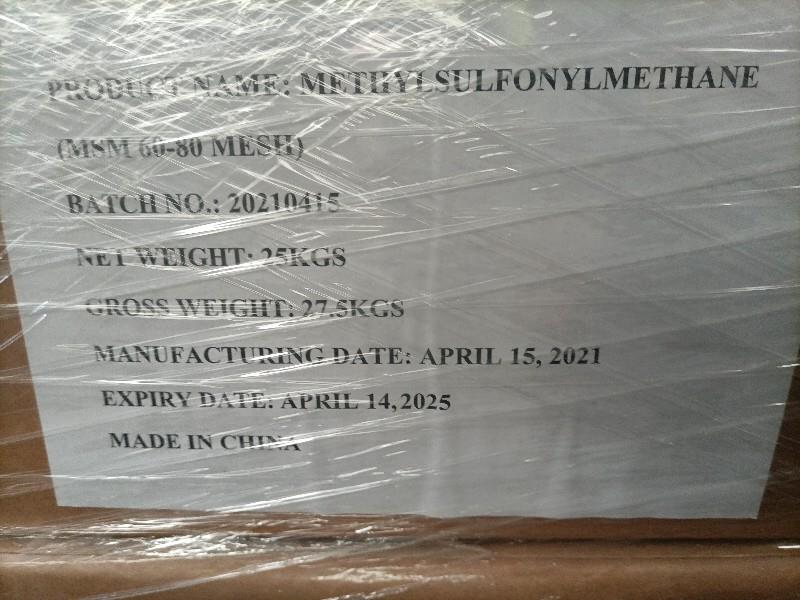 PRODUCT NAME: METHYLSULFONYLMETHANE
(MSM 60-80 MESH)
BATCH NO.: 20210415
NET WEIGHT: 25KGS
GROSS WEIGHT: 27.5KGS
MANUFACTURING DATE: APRIL 15, 2021
EXPIRY DATE: APRIL 14,2025
MADE IN CHINA